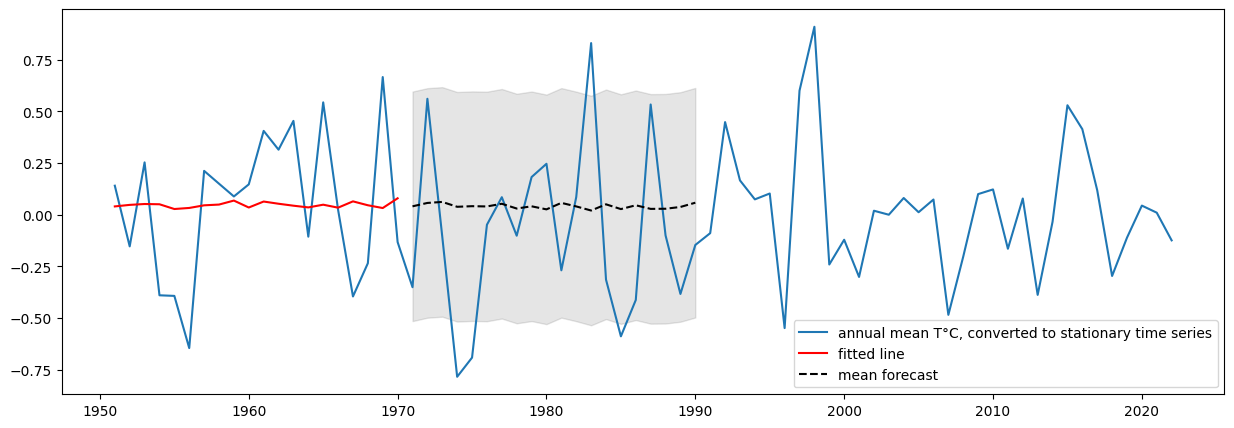 0.75
0.50
0.25
0.00
−0.25
−0.50
−0.75
1950 1960 1970 1980 1990 2000 2010 2020
annual mean T°C, converted to stationary time series
fitted line
mean forecast